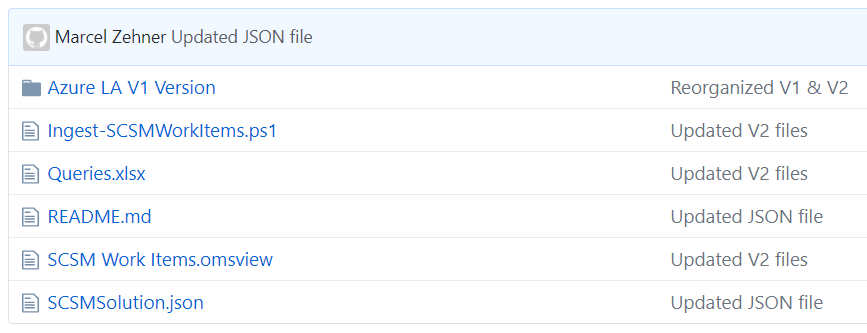 Marcel Zehner Updated JSON file
Azure LA V1 Version Reorganized V1 & V2
Ingest-SCSMWorkItems.ps1 Updated V2 files
Queries.xlsx Updated V2 files
README.md Updated JSON file
SCSM Work Items.omsview Updated V2 files
SCSMSolution.json Updated JSON file